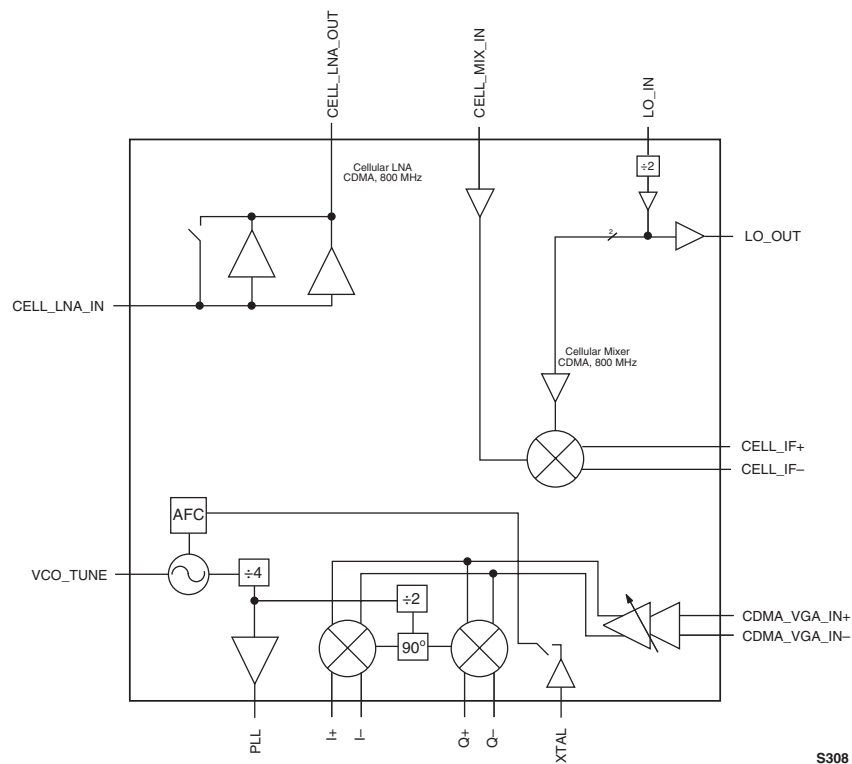 CELL_LNA_OUT
CELL_MIX_IN
LO_IN
Cellular LNA
CDMA, 800 MHz
÷2
2
LO_OUT
CELL_LNA_IN
Cellular Mixer
CDMA, 800 MHz
CELL_IF+
CELL_IF–
AFC
VCO_TUNE
÷4
÷2
90°
CDMA_VGA_IN+
CDMA_VGA_IN–
PLL
I+
I–
Q+
Q–
XTAL
S308